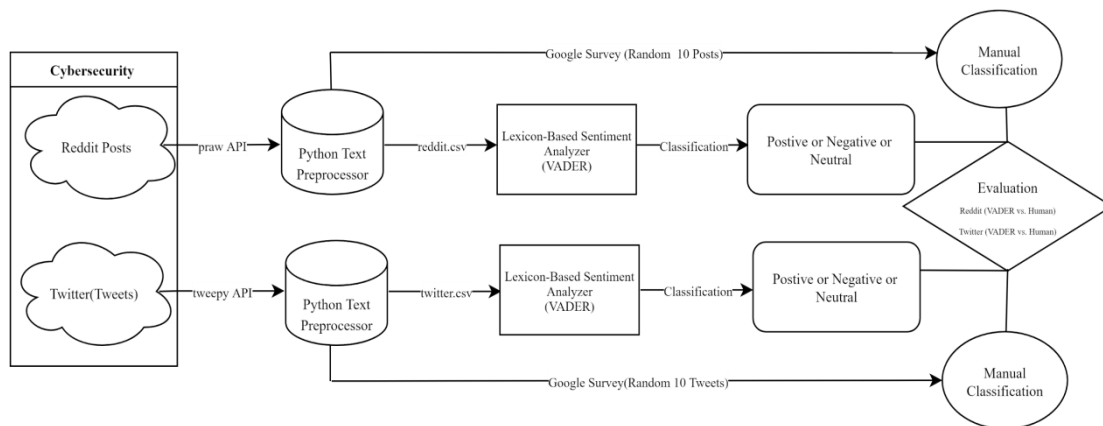 Google Survey (Random 10 Posts)
Manual
Classification
Cybersecurity
Reddit Posts
praw API
Python Text
Preprocessor
reddit.csv
Lexicon-Based Sentiment
Analyzer
(VADER)
Classification
Postive or Negative or
Neutral
Evaluation
Reddit (VADER vs. Human)
Twitter (VADER vs. Human)
Twitter(Tweets)
tweepy API
Python Text
Preprocessor
twitter.csv
Lexicon-Based Sentiment
Analyzer
(VADER)
Classification
Postive or Negative or
Neutral
Google Survey(Random 10 Tweets)
Manual
Classification